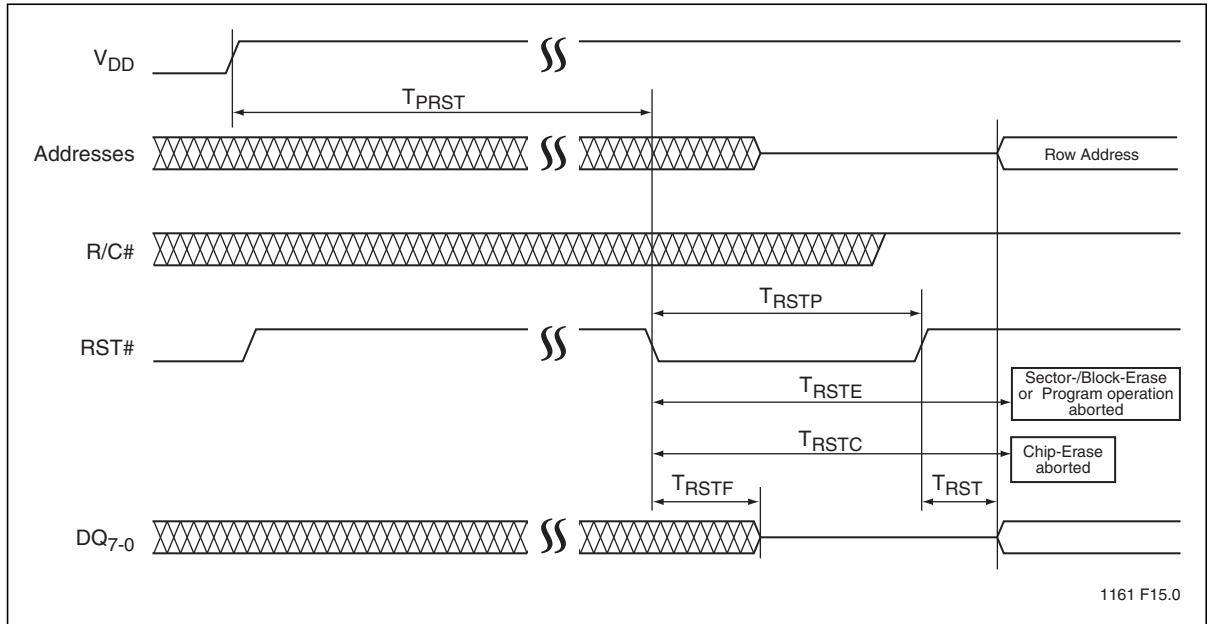 VDD
TPRST
Addresses
Row Address
R/C#
TRSTP
RST#
TRSTE
Sector-/Block-Erase
or Program operation
aborted
TRSTC
Chip-Erase
aborted
TRSTF
TRST
DQ7-0
1161 F15.0